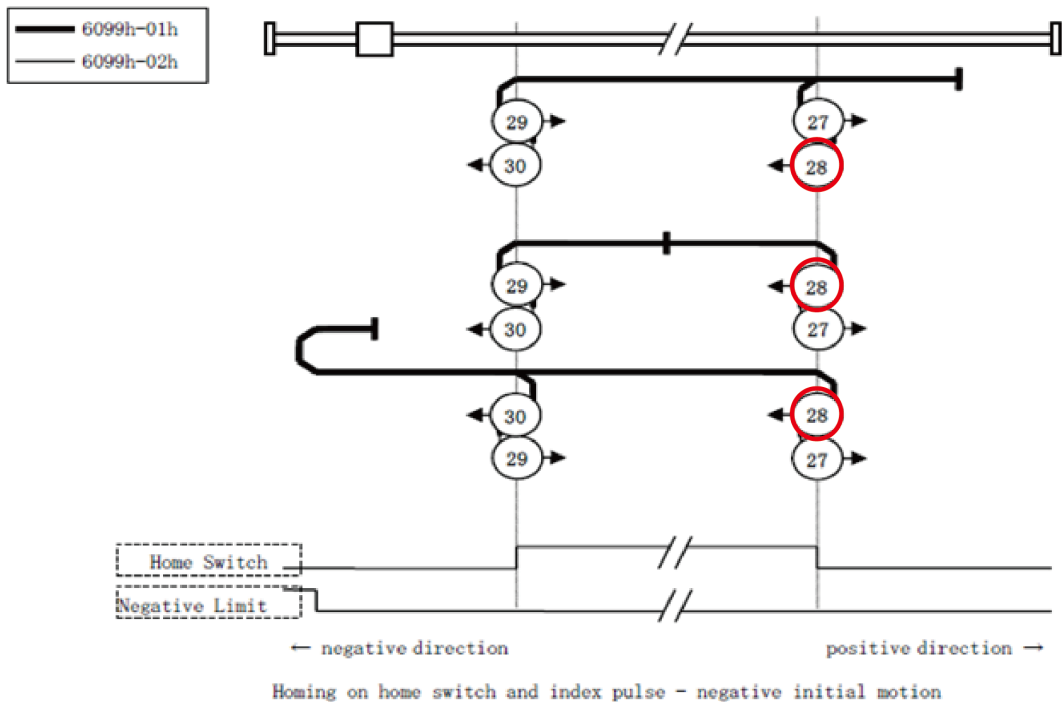 6099h-01h
6099h-02h
29 27
30 28
29 28
30 27
30 28
29 27
Home Switch
Negative Limit
← negative direction positive direction →
Homing on home switch and index pulse - negative initial motion